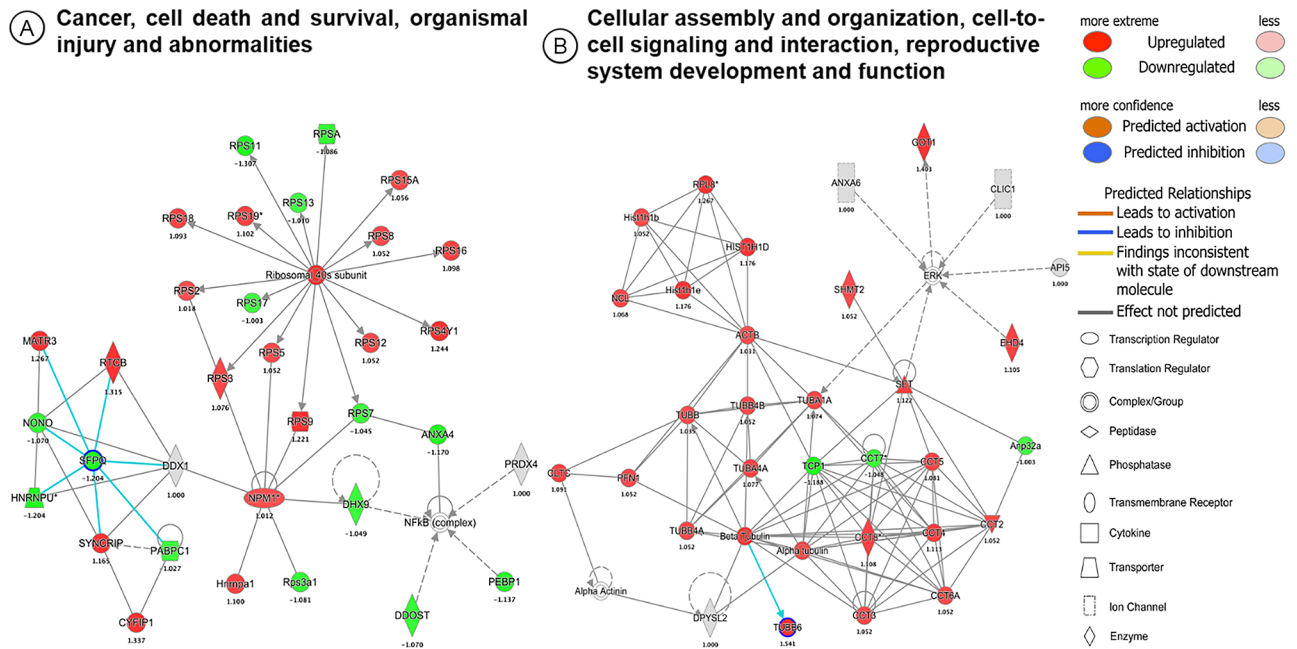 A
Cancer, cell death and survival, organismal
injury and abnormalities
B
Cellular assembly and organization, cell-to-
cell signaling and interaction, reproductive
system development and function
more extreme
less
Upregulated
Downregulated
more confidence
less
Predicted activation
Predicted inhibition
Predicted Relationships
Leads to activation
Leads to inhibition
Findings inconsistent
with state of downstream
molecule
Effect not predicted
Transcription Regulator
Translation Regulator
Complex/Group
Peptidase
Phosphatase
Transmembrane Receptor
Cytokine
Transporter
Ion Channel
Enzyme
RPS11
-1.307
RPSA
-1.086
RPS15A
1.056
RPS13
-1.010
RPS18
1.093
RPS19*
1.102
RPS8
1.052
RPS16
1.098
Ribosomal 40s subunit
RPS2
1.018
RPS17
-1.003
RPS4Y1
1.244
RPS12
1.052
RPS5
1.052
RPS3
1.076
RPS9
1.221
RPS7
-1.045
ANXA4
-1.170
MATR3
1.267
RTCB
1.315
NONO
-1.070
SFPQ
-1.204
DDX1
1.000
HNRNPU*
-1.204
NPM1*
1.012
DHX9
-1.049
PRDX4
1.000
NFkB (complex)
SYNCRIP
1.165
PABPC1
-1.027
Hnrnpa1
1.100
Rps3a1
-1.081
PEBP1
-1.137
DDOST
-1.070
CYFIP1
1.337
GOT1
1.403
ANXA6
1.000
CLIC1
1.000
RPL8*
1.267
Hist1h1b
1.052
HIST1H1D
1.176
ERK
API5
1.000
NCL
1.068
Hist1h1e
1.176
SHMT2
1.052
ACTB
1.011
EHD4
1.105
SET
1.122
TUBB
1.035
TUBB4B
1.052
TUBA1A
1.074
Anp32a
-1.003
CLTC
1.091
PFN1
1.052
TUBA4A
1.077
TCP1
-1.188
CCT7*
-1.048
CCT5
1.081
TUBB4A
1.052
Beta Tubulin
Alpha tubulin
CCT8*
1.108
CCT4
1.113
CCT2
1.052
Alpha Actinin
DPYSL2
1.000
TUBB6
1.541
CCT3
1.052
CCT6A
1.052